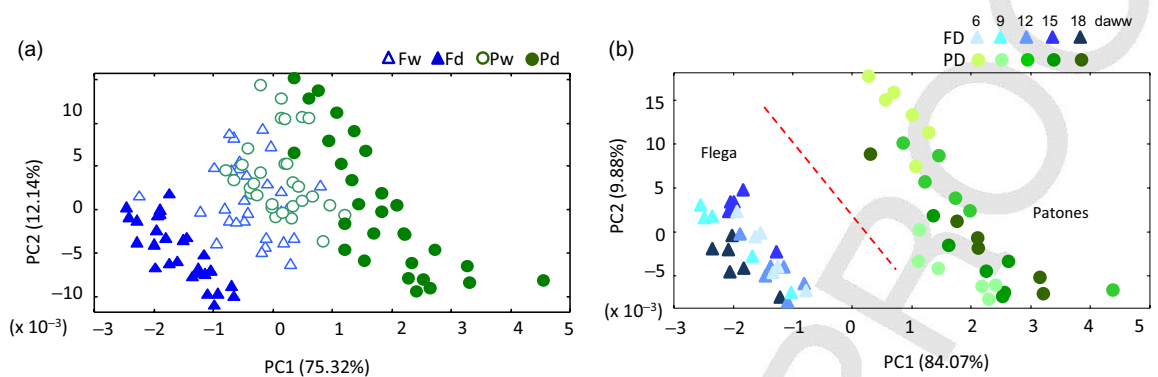 (a)
Fw Fd Pw Pd
PC2 (12.14%)
10
5
0
−5
−10
(x 10−3)
−3 −2 −1 0 1 2 3 4 5
PC1 (75.32%)
(b)
6 9 12 15 18 daww
FD
PD
PC2 (9.88%)
15
10
5
0
−5
Flega
Patones
(x 10−3)
−3 −2 −1 0 1 2 3 4 5
PC1 (84.07%)